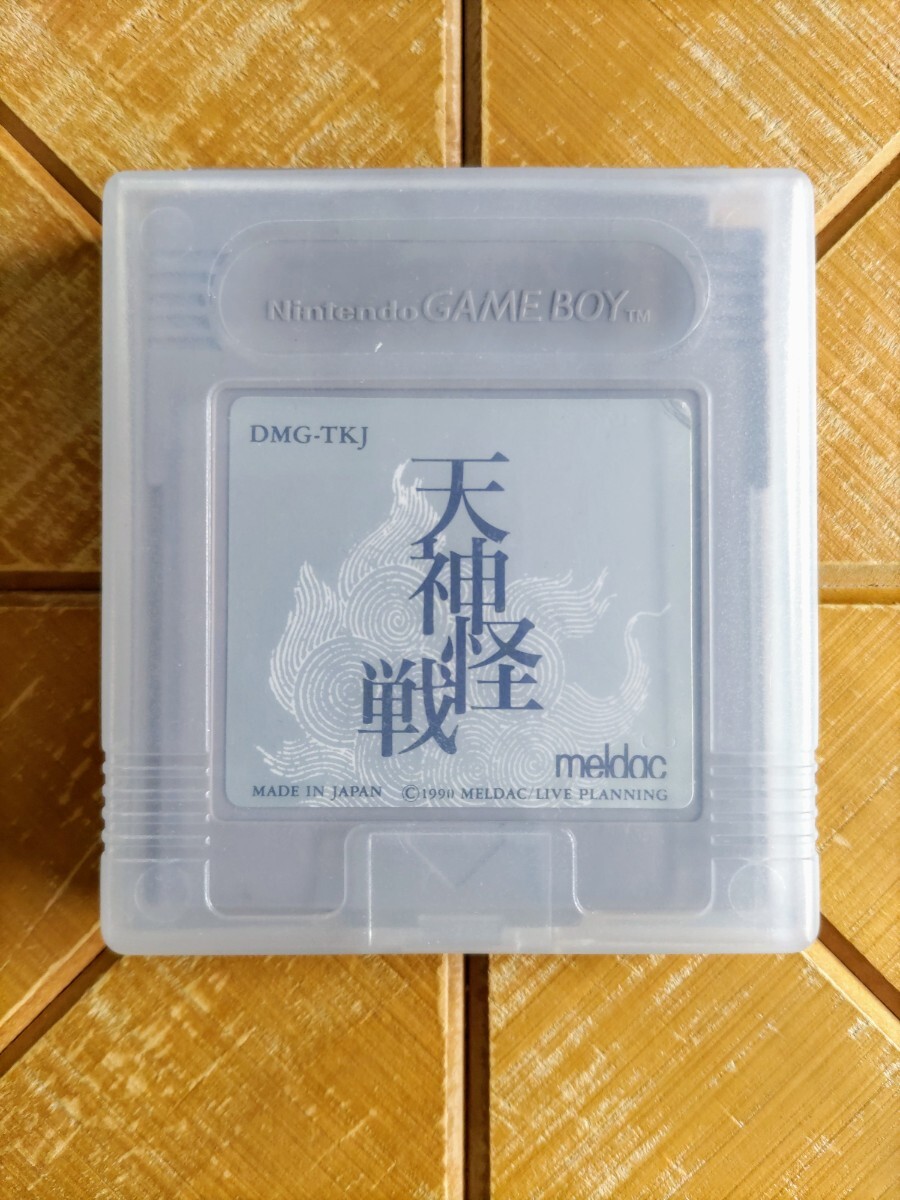 Nintendo GAME BOY™
DMG-TKJ
天神怪戦
meldac
MADE IN JAPAN ©1990 MELDAC/LIVE PLANNING